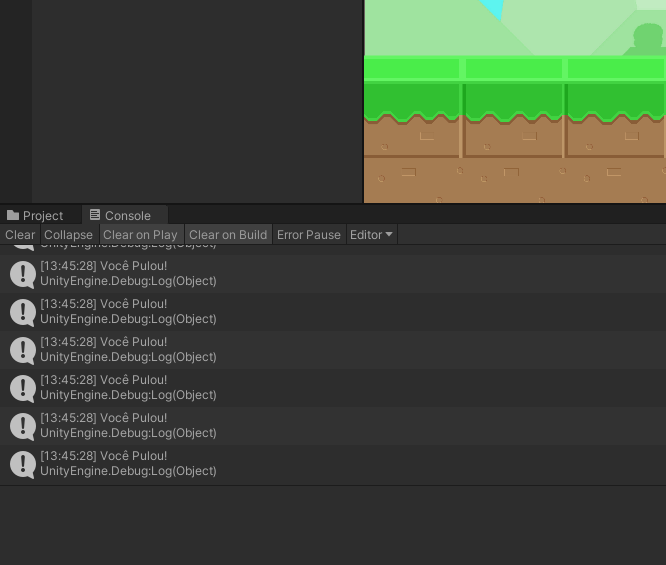 Project
Console
Clear
Collapse
Clear on Play
Clear on Build
Error Pause
Editor
UnityEngine.Debug:Log(Object)
[13:45:28] Você Pulou!
UnityEngine.Debug:Log(Object)
[13:45:28] Você Pulou!
UnityEngine.Debug:Log(Object)
[13:45:28] Você Pulou!
UnityEngine.Debug:Log(Object)
[13:45:28] Você Pulou!
UnityEngine.Debug:Log(Object)
[13:45:28] Você Pulou!
UnityEngine.Debug:Log(Object)
[13:45:28] Você Pulou!
UnityEngine.Debug:Log(Object)